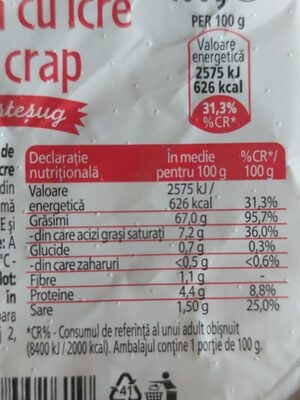 cu icre
PER 100 g
crap
Valoare
energetică
2575 kJ
626 kcal
31,3%
%CR*
de
icre
din
Declarație nutrițională În medie pentru 100 g %CR*/ 100 g
Valoare energetică 2575 kJ / 626 kcal 31,3%
Grăsimi 67,0 g 95,7%
-din care acizi grași saturați 7,2 g 36,0%
Glucide 0,7 g 0,3%
-din care zaharuri <0,5 g <0,6%
Fibre 1,1 g -
Proteine 4,4 g 8,8%
Sare 1,50 g 25,0%
*CR% - Consumul de referință al unui adult obișnuit
(8400 kJ / 2000 kcal). Ambalajul conține 1 porție de 100 g.
41